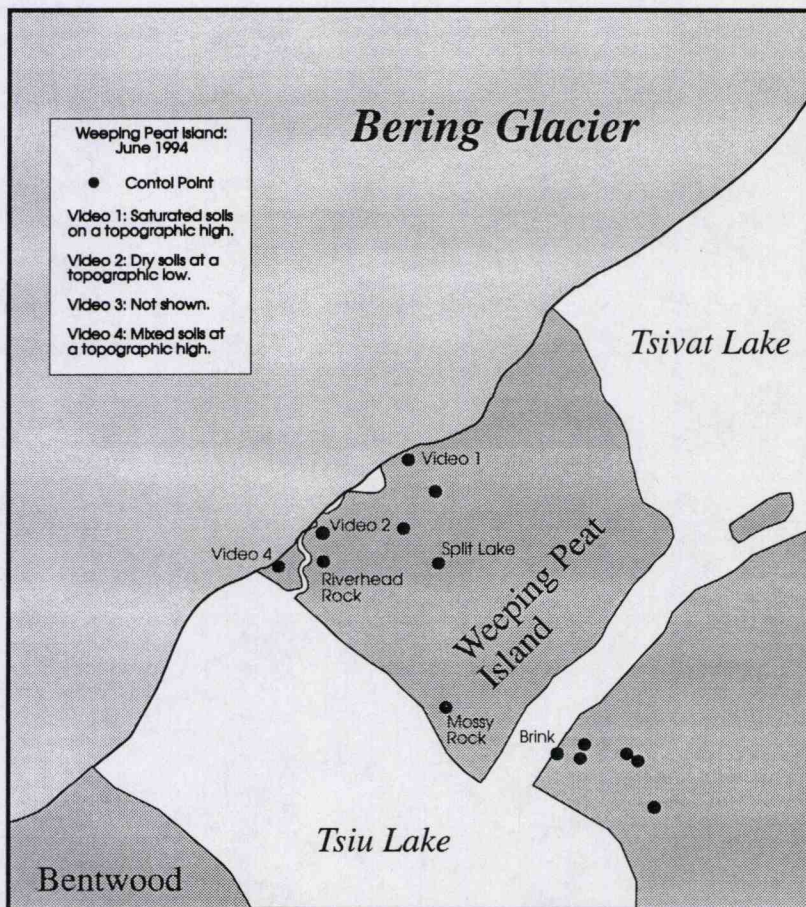 Bering Glacier
Weeping Peat Island:
June 1994
Contol Point
Video 1: Saturated soils
on a topographic high.
Video 2: Dry soils at a
topographic low.
Video 3: Not shown.
Video 4: Mixed soils at
a topographic high.
Tsivat Lake
Video 1
Video 2
Video 4
Split Lake
Riverhead
Rock
Weeping Peat
Island
Mossy
Rock
Brink
Tsiu Lake
Bentwood